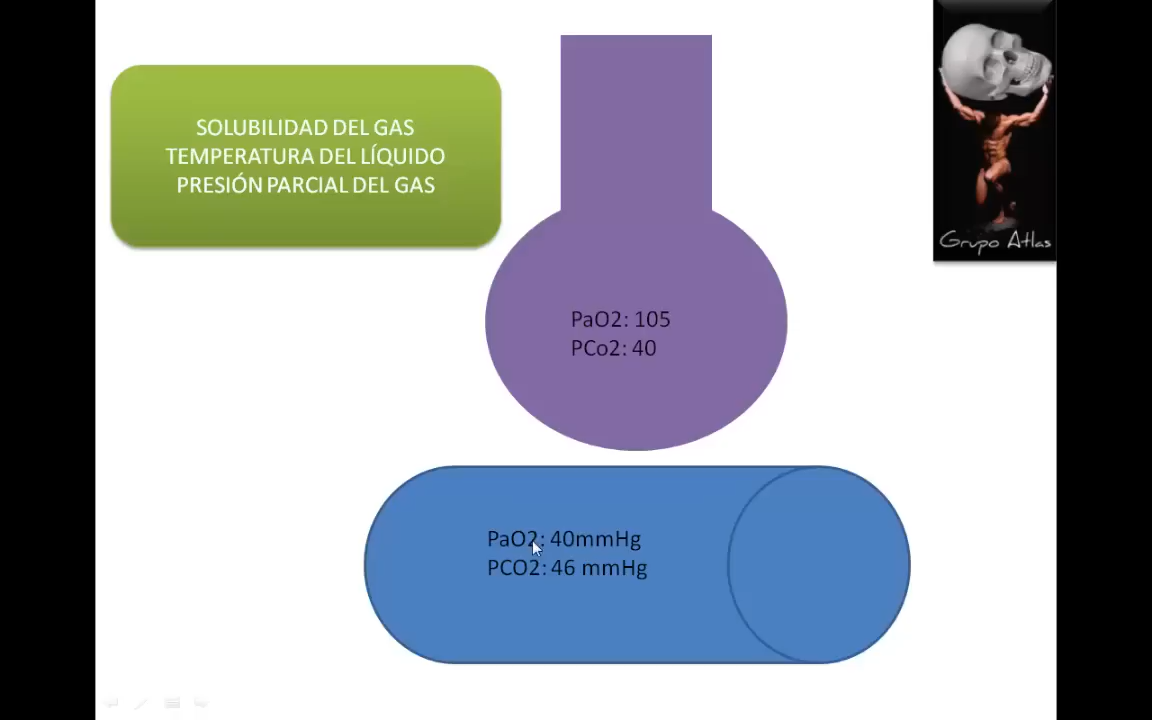 SOLUBILIDAD DEL GAS
TEMPERATURA DEL LÍQUIDO
PRESIÓN PARCIAL DEL GAS
Grupo Atlas
PaO2: 105
PCo2: 40
PaO2: 40mmHg
PCO2: 46 mmHg